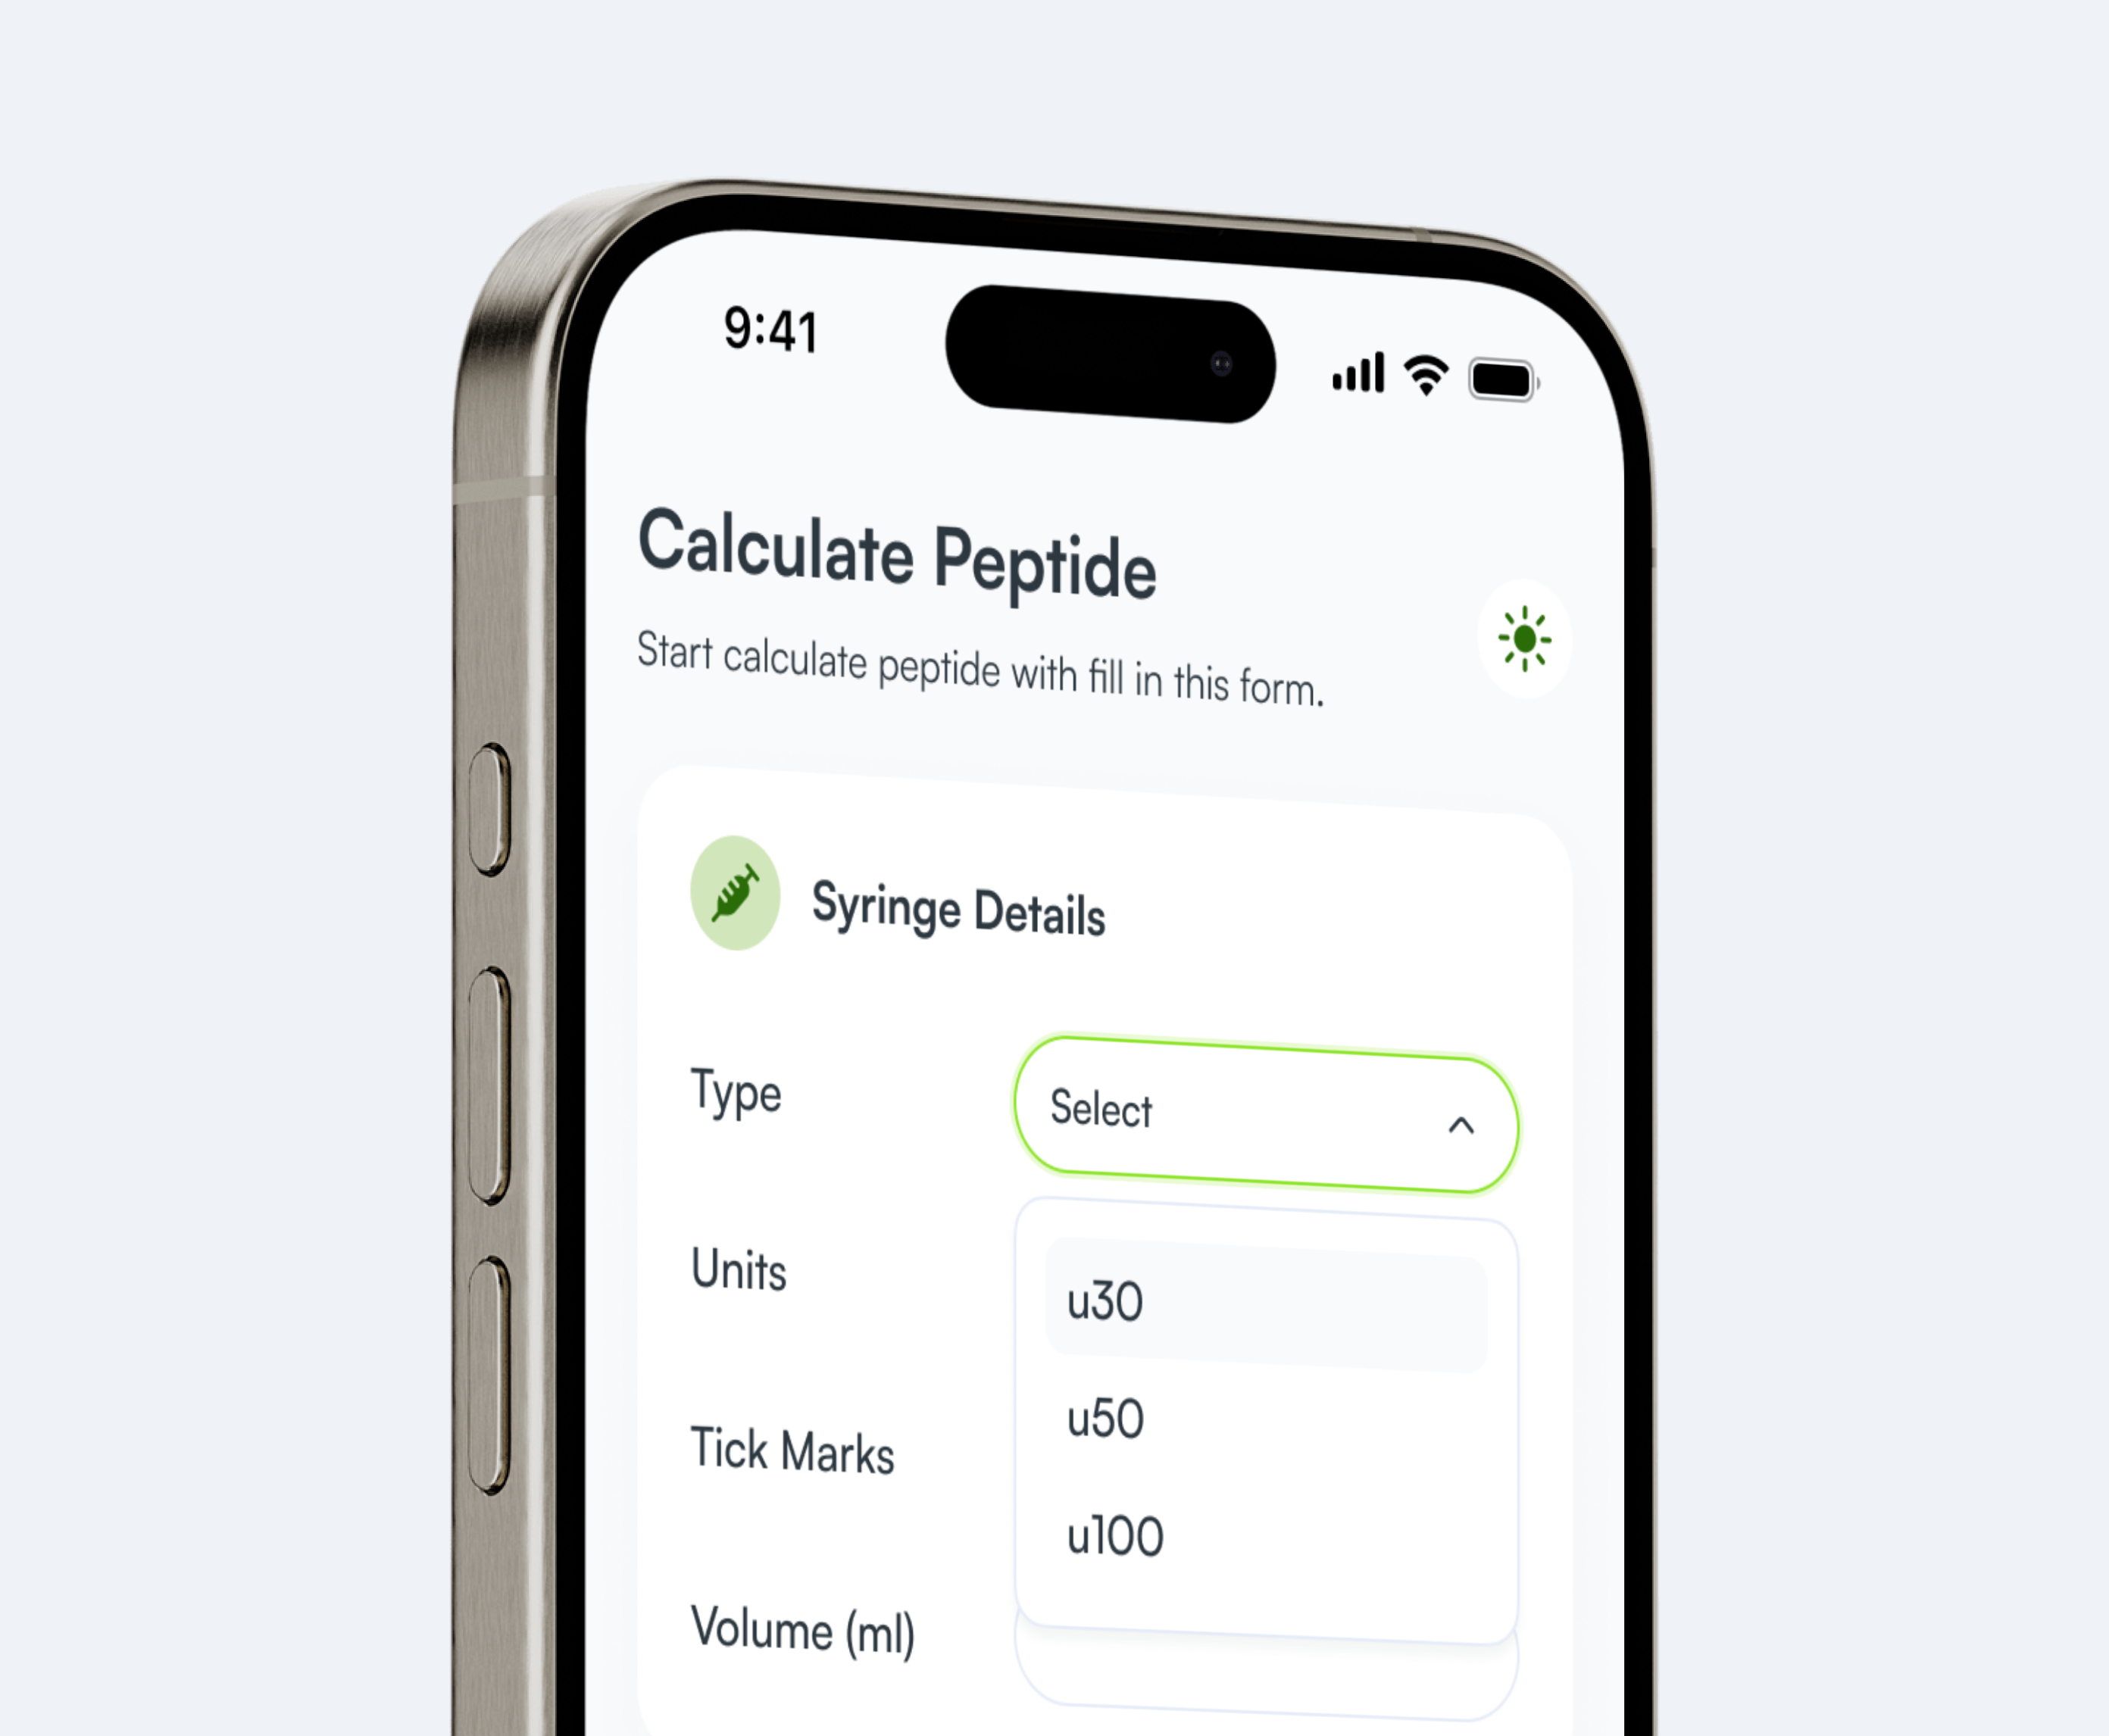 9:41
Calculate Peptide
Start calculate peptide with fill in this form.
Syringe Details
Type
Select
Units
u30
u50
Tick Marks
u100
Volume (ml)